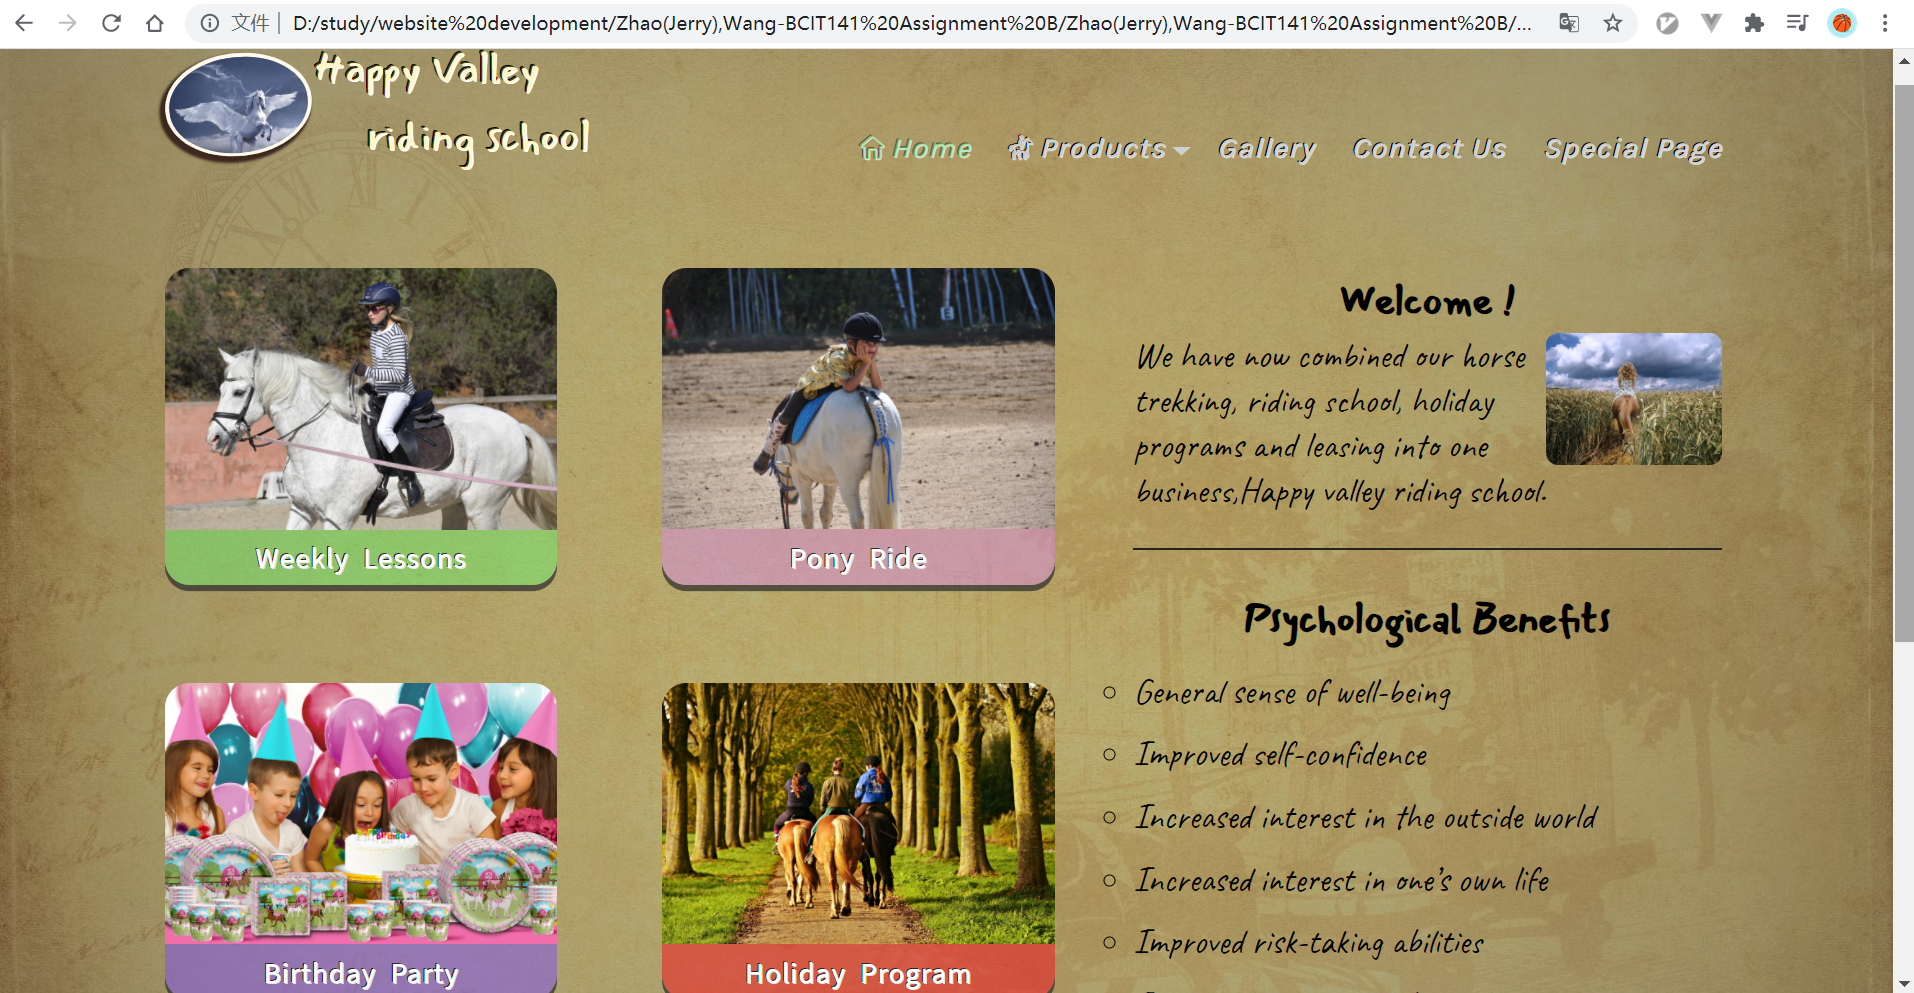 文件
D:/study/website%20development/Zhao(Jerry),Wang-BCIT141%20Assignment%20B/Zhao(Jerry),Wang-BCIT141%20Assignment%20B/...
Happy Valley
riding school
Home
Products
Gallery
Contact Us
Special Page
Weekly Lessons
Pony Ride
Birthday Party
Holiday Program
Welcome !
We have now combined our horse
trekking, riding school, holiday
programs and leasing into one
business,Happy valley riding school.
Psychological Benefits
General sense of well-being
Improved self-confidence
Increased interest in the outside world
Increased interest in one's own life
Improved risk-taking abilities